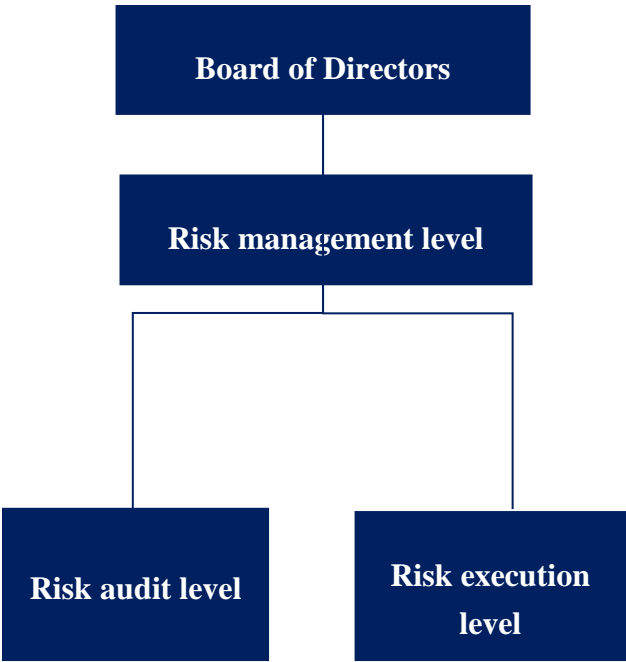 Board of Directors
Risk management level
Risk audit level
Risk execution
level